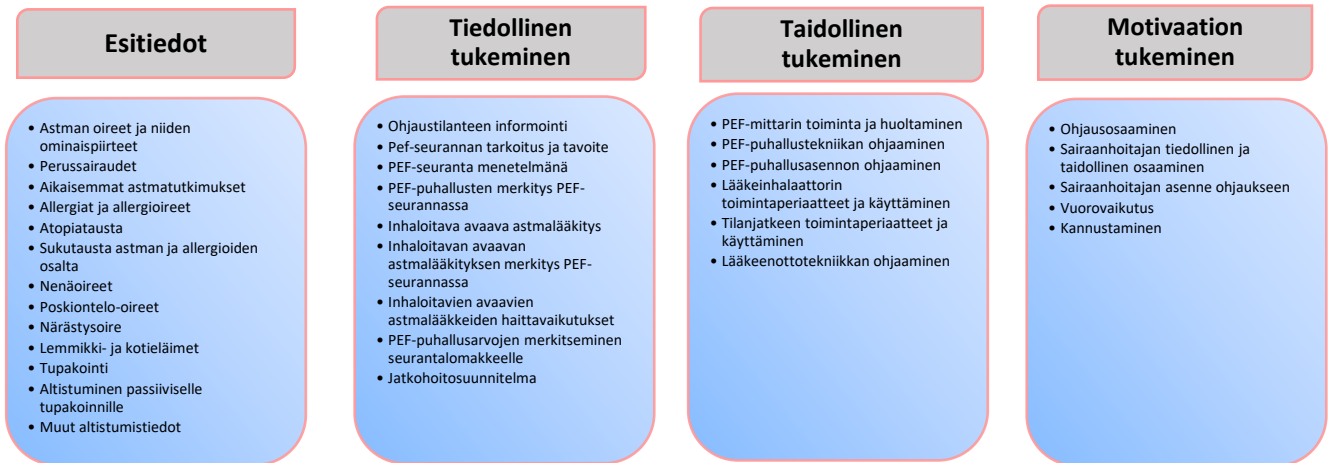 Esitiedot
• Astman oireet ja niiden
ominaispiirteet
• Perussairaudet
• Aikaisemmat astmatutkimukset
• Allergiat ja allergioireet
• Atopiatausta
• Sukutausta astman ja allergioiden
osalta
• Nenäoireet
• Poskiontelo-oireet
• Närästysoire
• Lemmikki- ja kotieläimet
• Tupakointi
• Altistuminen passiiviselle
tupakoinnille
• Muut altistumistiedot
Tiedollinen
tukeminen
• Ohjaustilanteen informointi
• Pef-seurannan tarkoitus ja tavoite
• PEF-seuranta menetelmänä
• PEF-puhallusten merkitys PEF-
seurannassa
• Inhaloitava avaava astmalääkitys
• Inhaloitavan avaavan
astmalääkityksen merkitys PEF-
seurannassa
• Inhaloitavien avaavien
astmalääkkeiden haittavaikutukset
• PEF-puhallusarvojen merkitseminen
seurantalomakkeelle
• Jatkohoitosuunnitelma
Taidollinen
tukeminen
• PEF-mittarin toiminta ja huoltaminen
• PEF-puhallustekniikan ohjaaminen
• PEF-puhallusasennon ohjaaminen
• Lääkeinhalaattorin
toimintaperiaatteet ja käyttäminen
• Tilanjatkeen toimintaperiaatteet ja
käyttäminen
• Lääkeenottotekniikkan ohjaaminen
Motivaation
tukeminen
• Ohjausosaaminen
• Sairaanhoitajan tiedollinen ja
taidollinen osaaminen
• Sairaanhoitajan asenne ohjaukseen
• Vuorovaikutus
• Kannustaminen